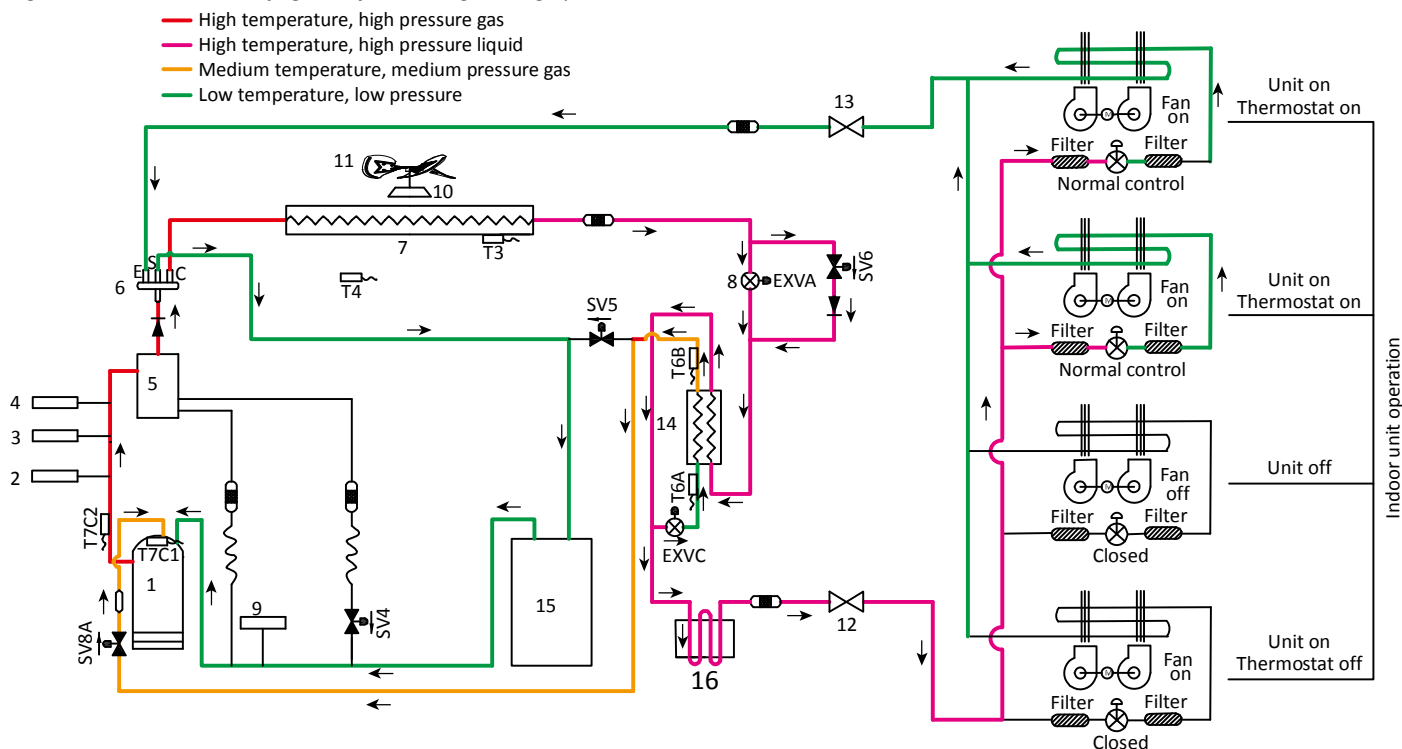 High temperature, high pressure gas
High temperature, high pressure liquid
Medium temperature, medium pressure gas
Low temperature, low pressure
13
11
10
7
T3
T4
E
S
C
6
8
EXVA
SV6
SV5
T6B
14
T6A
EXVC
5
4
3
2
T7C2
T7C1
1
SV8A
9
SV4
15
16
12
Fan
on
Filter
Filter
Normal control
Unit on
Thermostat on
Fan
on
Filter
Filter
Normal control
Unit on
Thermostat on
Fan
off
Filter
Filter
Closed
Unit off
Fan
on
Filter
Filter
Closed
Unit on
Thermostat off
Indoor unit operation